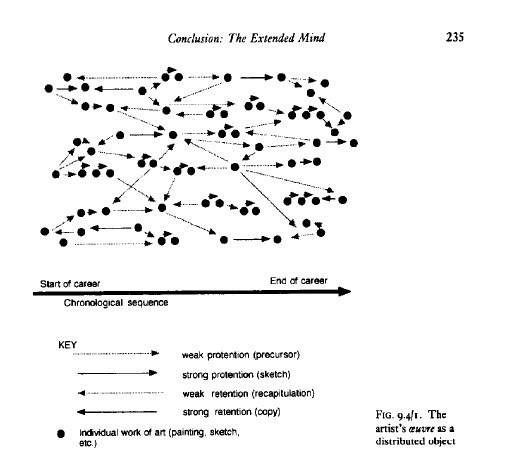 Conclusion: The Extended Mind 235
Start of career End of career
Chronological sequence
KEY
weak protention (precursor)
strong protention (sketch)
weak retention (recapitulation)
strong retention (copy)
Individual work of art (painting, sketch,
etc.)
FIG. 9.4/1. The
artist's œuvre as a
distributed object